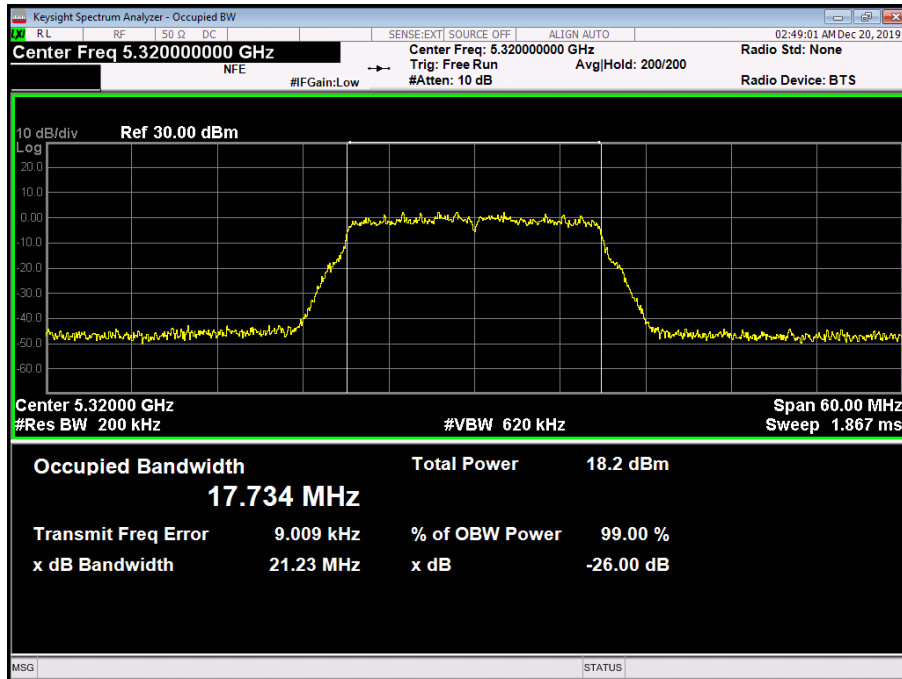 Keysight Spectrum Analyzer - Occupied BW
LXI RL RF 50 Ω DC SENSE:EXT SOURCE OFF ALIGN AUTO 02:49:01 AM Dec 20, 2019
Center Freq 5.320000000 GHz Center Freq: 5.320000000 GHz Radio Std: None
NFE Trig: Free Run Avg|Hold: 200/200
#IFGain:Low #Atten: 10 dB Radio Device: BTS
10 dB/div Ref 30.00 dBm
Log
20.0
10.0
0.00
-10.0
-20.0
-30.0
-40.0
-50.0
-60.0
Center 5.32000 GHz Span 60.00 MHz
#Res BW 200 kHz #VBW 620 kHz Sweep 1.867 ms
Occupied Bandwidth Total Power 18.2 dBm
17.734 MHz
Transmit Freq Error 9.009 kHz % of OBW Power 99.00 %
x dB Bandwidth 21.23 MHz x dB -26.00 dB
MSG STATUS